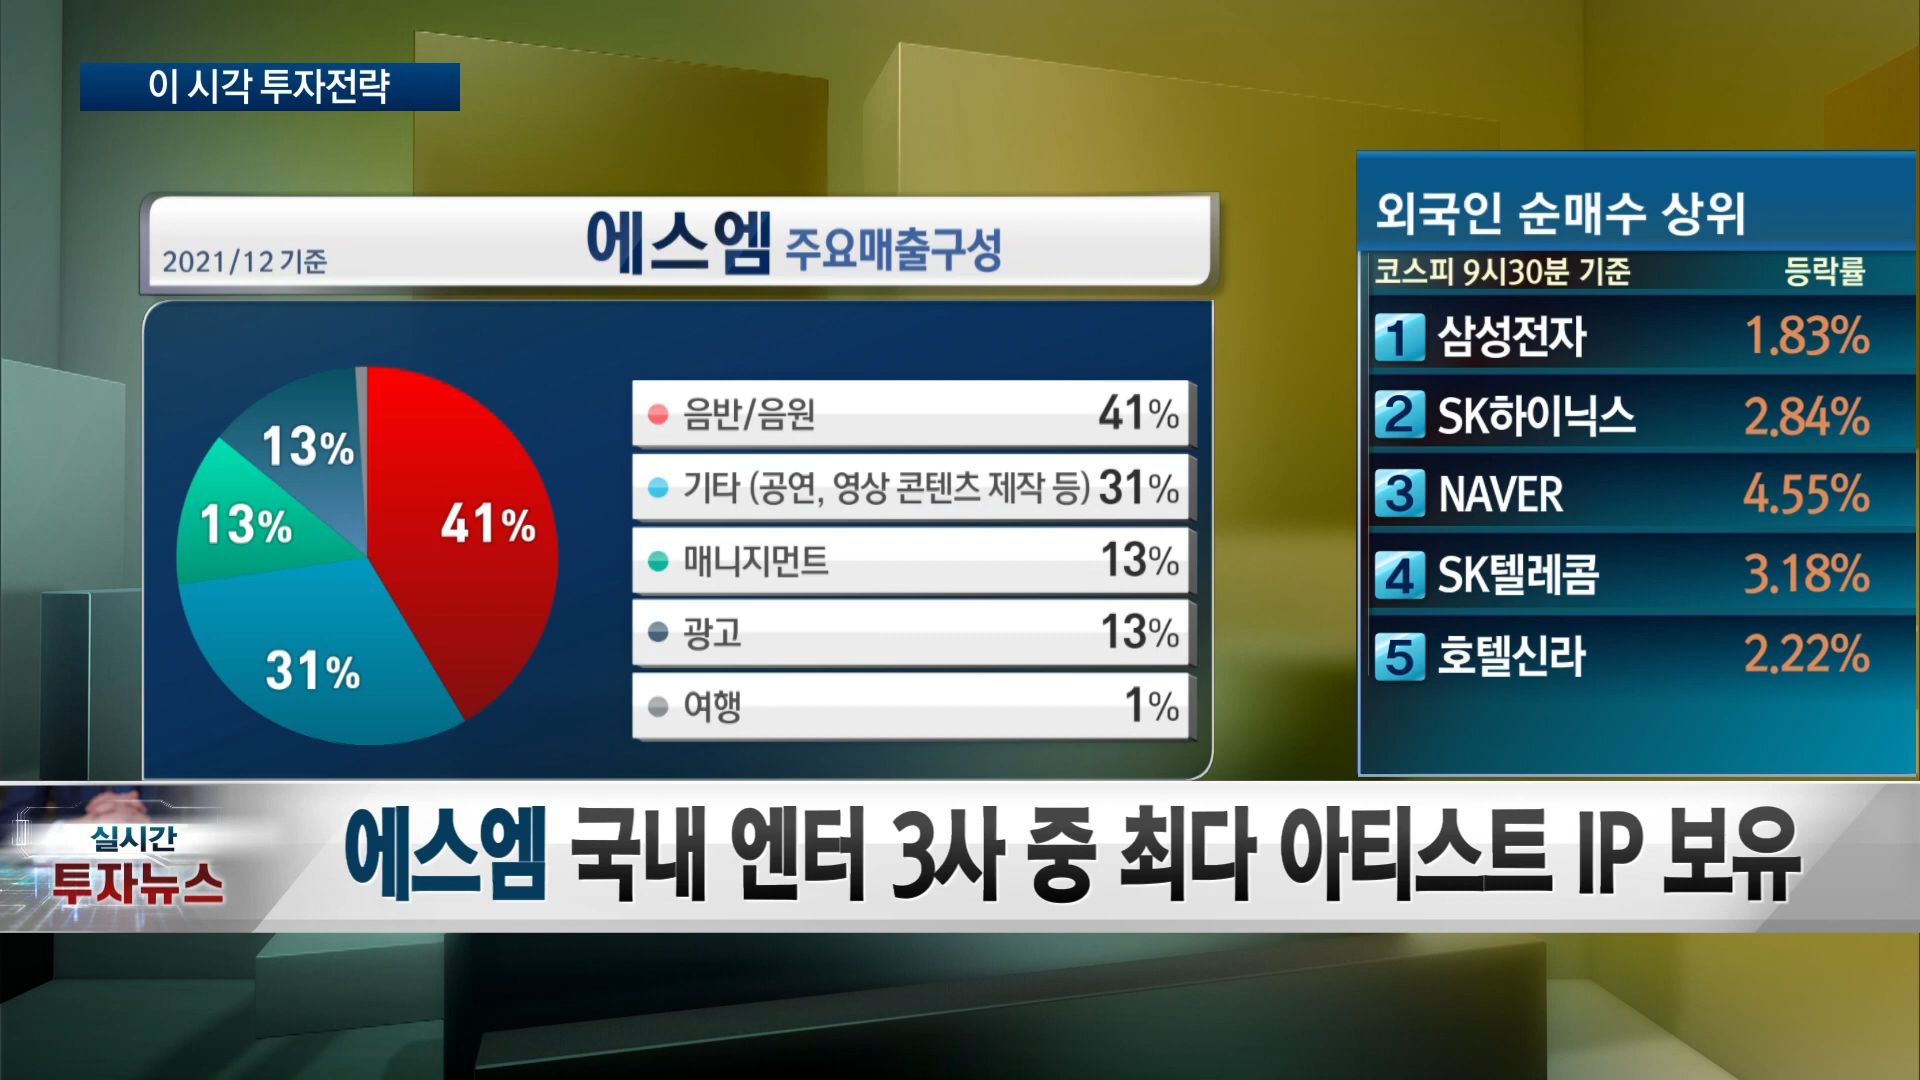 이 시각 투자전략
2021/12 기준
에스엠 주요매출구성
41%
31%
13%
13%
음반/음원 41%
기타 (공연, 영상 콘텐츠 제작 등) 31%
매니지먼트 13%
광고 13%
여행 1%
외국인 순매수 상위
코스피 9시30분 기준 등락률
1 삼성전자 1.83%
2 SK하이닉스 2.84%
3 NAVER 4.55%
4 SK텔레콤 3.18%
5 호텔신라 2.22%
실시간
투자뉴스
에스엠 국내 엔터 3사 중 최다 아티스트 IP 보유